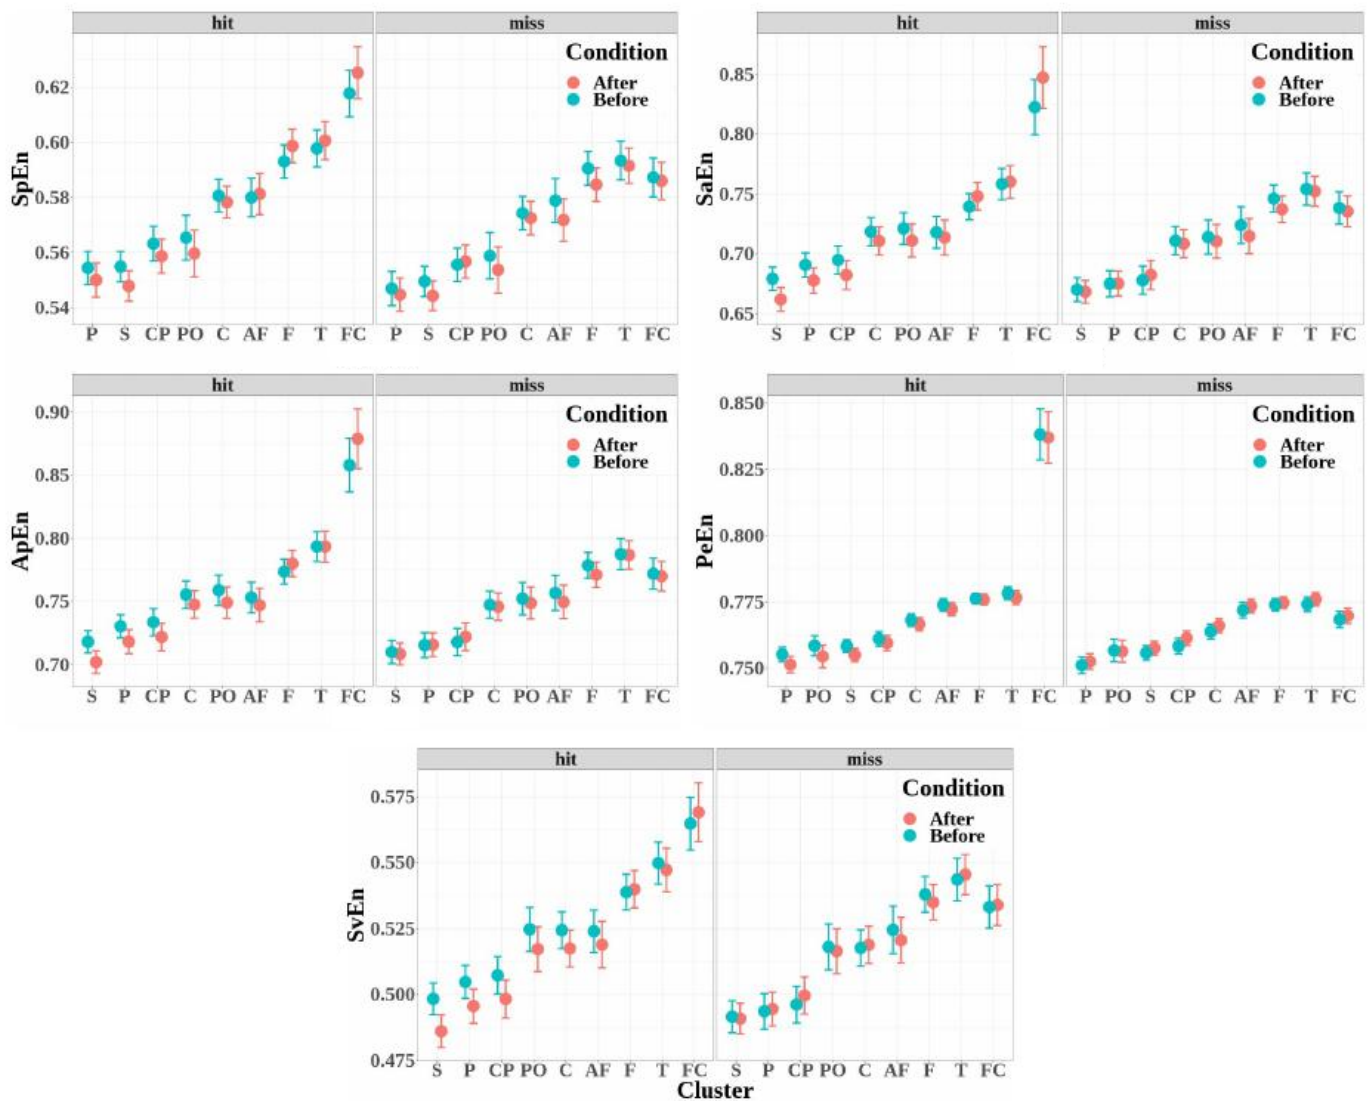 hit miss
Condition
After
Before
SpEn
0.62
0.60
0.58
0.56
0.54
P S CP PO C AF F T FC P S CP PO C AF F T FC
hit miss
Condition
After
Before
SaEn
0.85
0.80
0.75
0.70
0.65
S P CP C PO AF F T FC S P CP C PO AF F T FC
hit miss
Condition
After
Before
ApEn
0.90
0.85
0.80
0.75
0.70
S P CP C PO AF F T FC S P CP C PO AF F T FC
hit miss
Condition
After
Before
PeEn
0.850
0.825
0.800
0.775
0.750
P PO S CP C AF F T FC P PO S CP C AF F T FC
hit miss
Condition
After
Before
SvEn
0.575
0.550
0.525
0.500
0.475
S P CP PO C AF F T FC S P CP PO C AF F T FC
Cluster